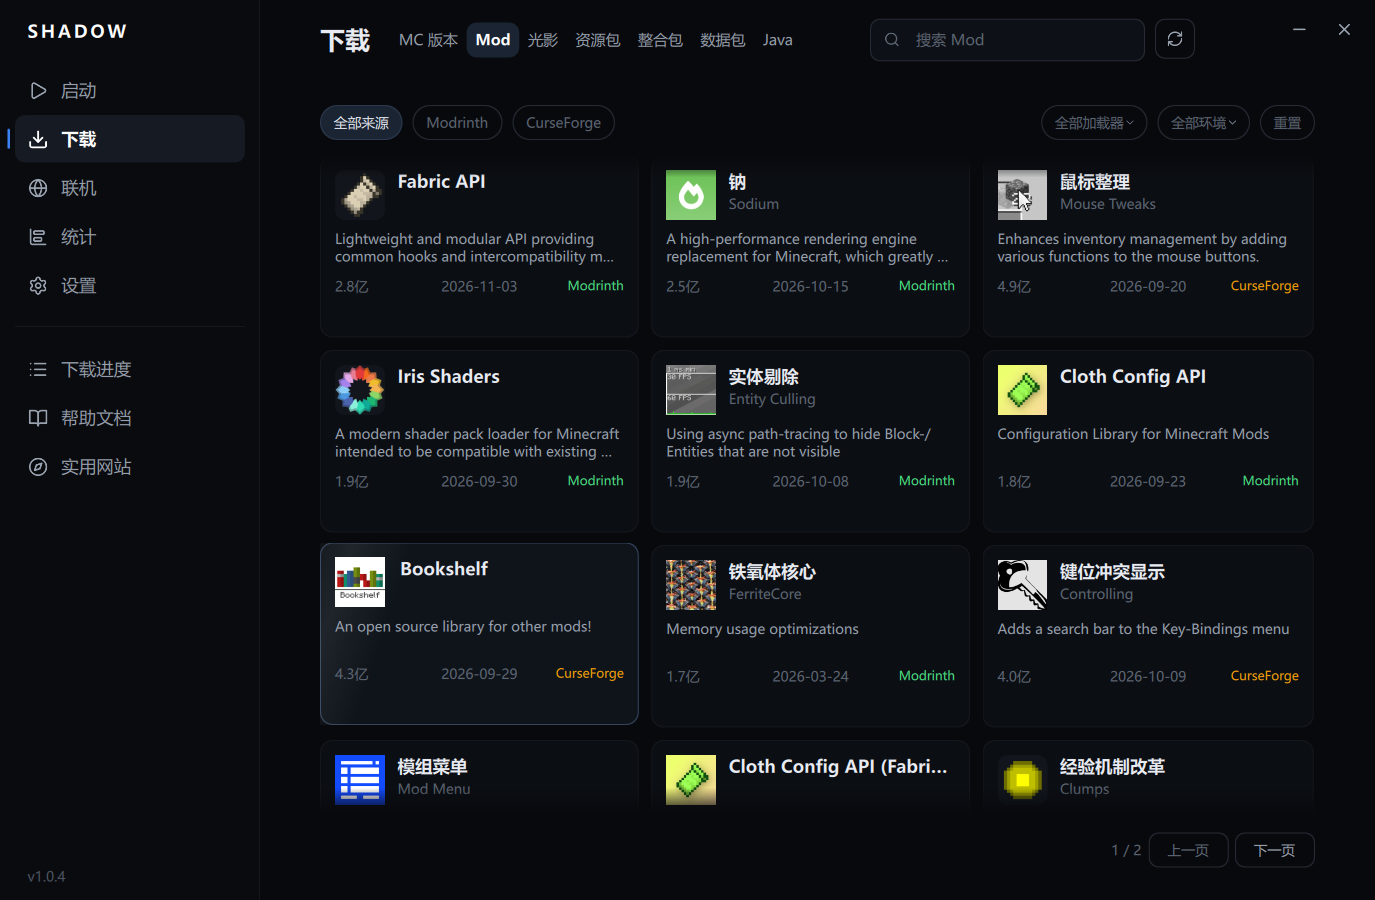 SHADOW
启动
下载
联机
统计
设置
下载进度
帮助文档
实用网站
v1.0.4
下载
MC 版本
Mod
光影
资源包
整合包
数据包
Java
搜索 Mod
全部来源
Modrinth
CurseForge
全部加载器
全部环境
重置
Fabric API
Lightweight and modular API providing
common hooks and intercompatibility m...
2.8亿
2026-11-03
Modrinth
钠
Sodium
A high-performance rendering engine
replacement for Minecraft, which greatly ...
2.5亿
2026-10-15
Modrinth
鼠标整理
Mouse Tweaks
Enhances inventory management by adding
various functions to the mouse buttons.
4.9亿
2026-09-20
CurseForge
Iris Shaders
A modern shader pack loader for Minecraft
intended to be compatible with existing ...
1.9亿
2026-09-30
Modrinth
60 FPS
实体剔除
Entity Culling
Using async path-tracing to hide Block-/
Entities that are not visible
1.9亿
2026-10-08
Modrinth
Cloth Config API
Configuration Library for Minecraft Mods
1.8亿
2026-09-23
Modrinth
Bookshelf
Bookshelf
An open source library for other mods!
4.3亿
2026-09-29
CurseForge
铁氧体核心
FerriteCore
Memory usage optimizations
1.7亿
2026-03-24
Modrinth
键位冲突显示
Controlling
Adds a search bar to the Key-Bindings menu
4.0亿
2026-10-09
CurseForge
模组菜单
Mod Menu
Cloth Config API (Fabri...
经验机制改革
Clumps
1 / 2
上一页
下一页